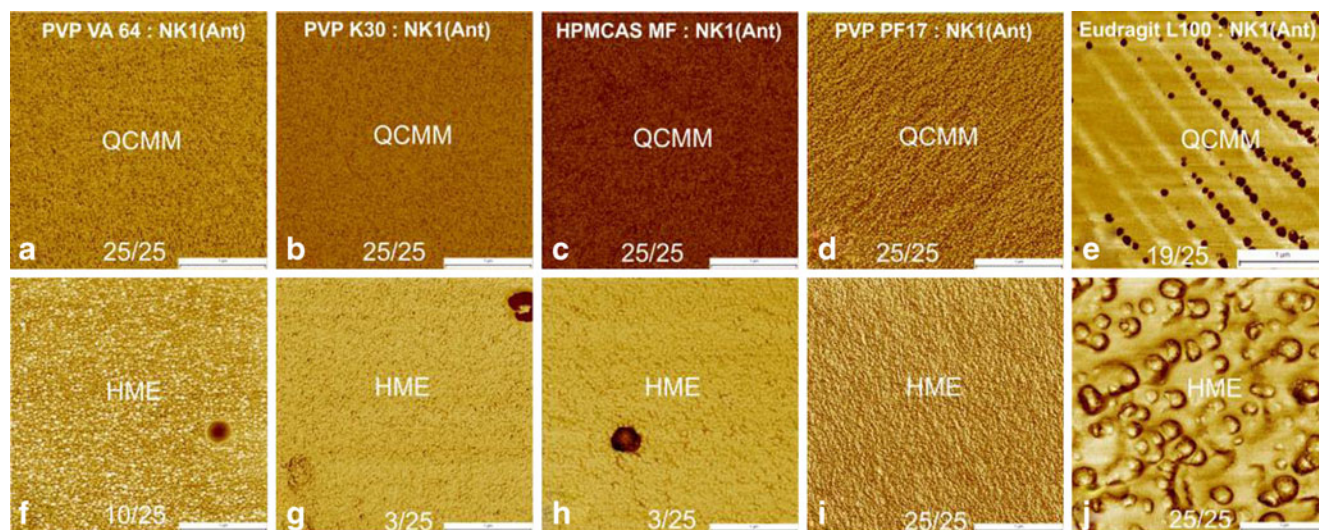 PVP VA 64 : NK1(Ant)
QCMM
a
25/25
PVP K30 : NK1(Ant)
QCMM
b
25/25
HPMCAS MF : NK1(Ant)
QCMM
c
25/25
PVP PF17 : NK1(Ant)
QCMM
d
25/25
Eudragit L100 : NK1(Ant)
QCMM
e
19/25
1 µm
HME
f
10/25
HME
g
3/25
HME
h
3/25
HME
i
25/25
HME
j
25/25